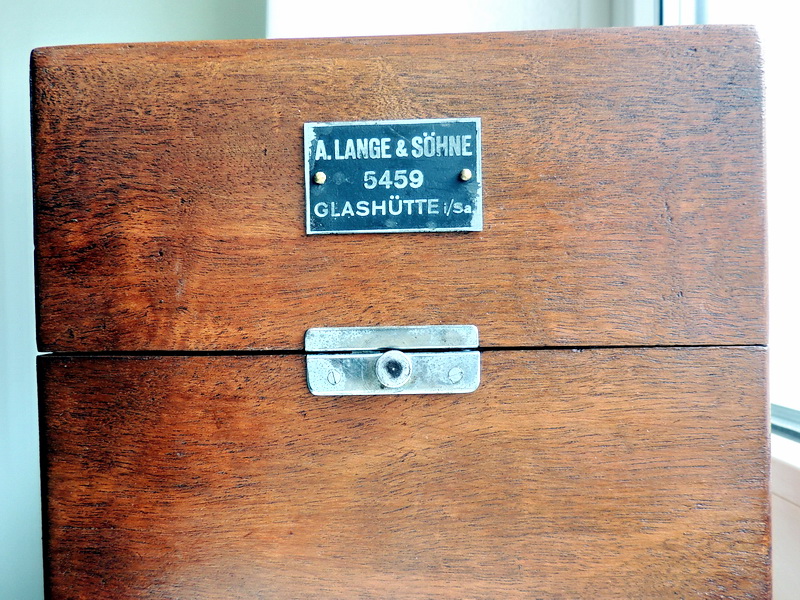 A. LANGE & SÖHNE
5459
GLASHÜTTE i/Sa.